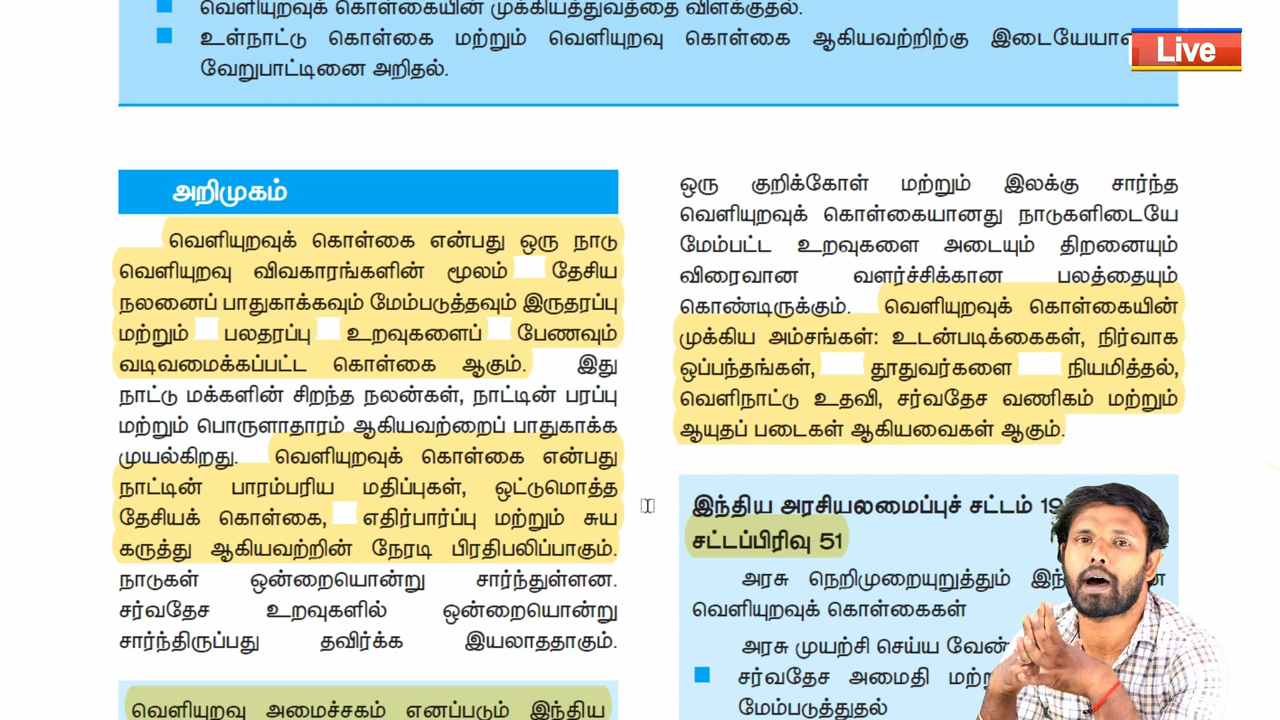 வெளியுறவுக் கொள்கையின் முக்கியத்துவத்தை விளக்குதல்.
உள்நாட்டு கொள்கை மற்றும் வெளியுறவு கொள்கை ஆகியவற்றிற்கு
வேறுபாட்டினை அறிதல்.
Live
அறிமுகம்
வெளியுறவுக் கொள்கை என்பது ஒரு நாடு
வெளியுறவு விவகாரங்களின் மூலம் தேசிய
நலனைப் பாதுகாக்கவும் மேம்படுத்தவும் இருதரப்பு
மற்றும் பலதரப்பு உறவுகளைப் பேணவும்
வடிவமைக்கப்பட்ட கொள்கை ஆகும். இது
நாட்டு மக்களின் சிறந்த நலன்கள், நாட்டின் பரப்பு
மற்றும் பொருளாதாரம் ஆகியவற்றைப் பாதுகாக்க
முயல்கிறது. வெளியுறவுக் கொள்கை என்பது
நாட்டின் பாரம்பரிய மதிப்புகள், ஒட்டுமொத்த
தேசியக் கொள்கை, எதிர்பார்ப்பு மற்றும் சுய
கருத்து ஆகியவற்றின் நேரடி பிரதிபலிப்பாகும்.
நாடுகள் ஒன்றையொன்று சார்ந்துள்ளன.
சர்வதேச உறவுகளில் ஒன்றையொன்று
சார்ந்திருப்பது தவிர்க்க இயலாததாகும்.
வெளியுறவு அமைச்சகம் எனப்படும் இந்திய
ஒரு குறிக்கோள் மற்றும் இலக்கு சார்ந்த
வெளியுறவுக் கொள்கையானது நாடுகளிடையே
மேம்பட்ட உறவுகளை அடையும் திறனையும்
விரைவான வளர்ச்சிக்கான பலத்தையும்
கொண்டிருக்கும். வெளியுறவுக் கொள்கையின்
முக்கிய அம்சங்கள்: உடன்படிக்கைகள், நிர்வாக
ஒப்பந்தங்கள், தூதுவர்களை நியமித்தல்,
வெளிநாட்டு உதவி, சர்வதேச வணிகம் மற்றும்
ஆயுதப் படைகள் ஆகியவைகள் ஆகும்.
இந்திய அரசியலமைப்புச் சட்டம்
சட்டப்பிரிவு 51
அரசு நெறிமுறையுறுத்தும்
வெளியுறவுக் கொள்கைகள்
அரசு முயற்சி செய்ய
சர்வதேச அமைதி
மேம்படுத்துதல்